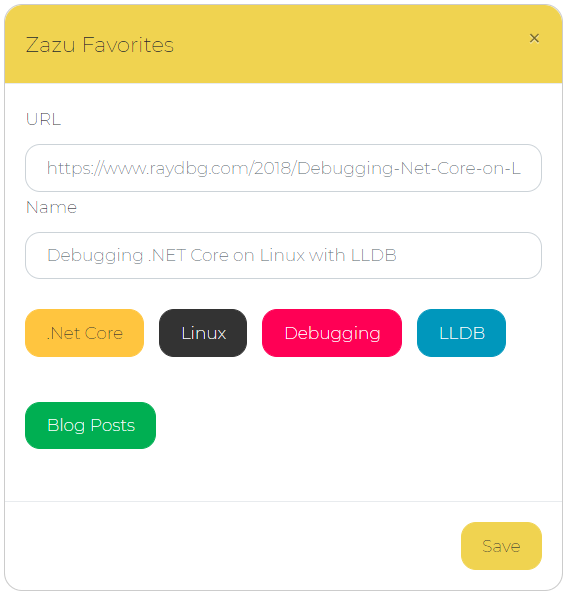 Zazu Favorites
×
URL
https://www.raydbg.com/2018/Debugging-Net-Core-on-L
Name
Debugging .NET Core on Linux with LLDB
.Net Core Linux Debugging LLDB
Blog Posts
Save